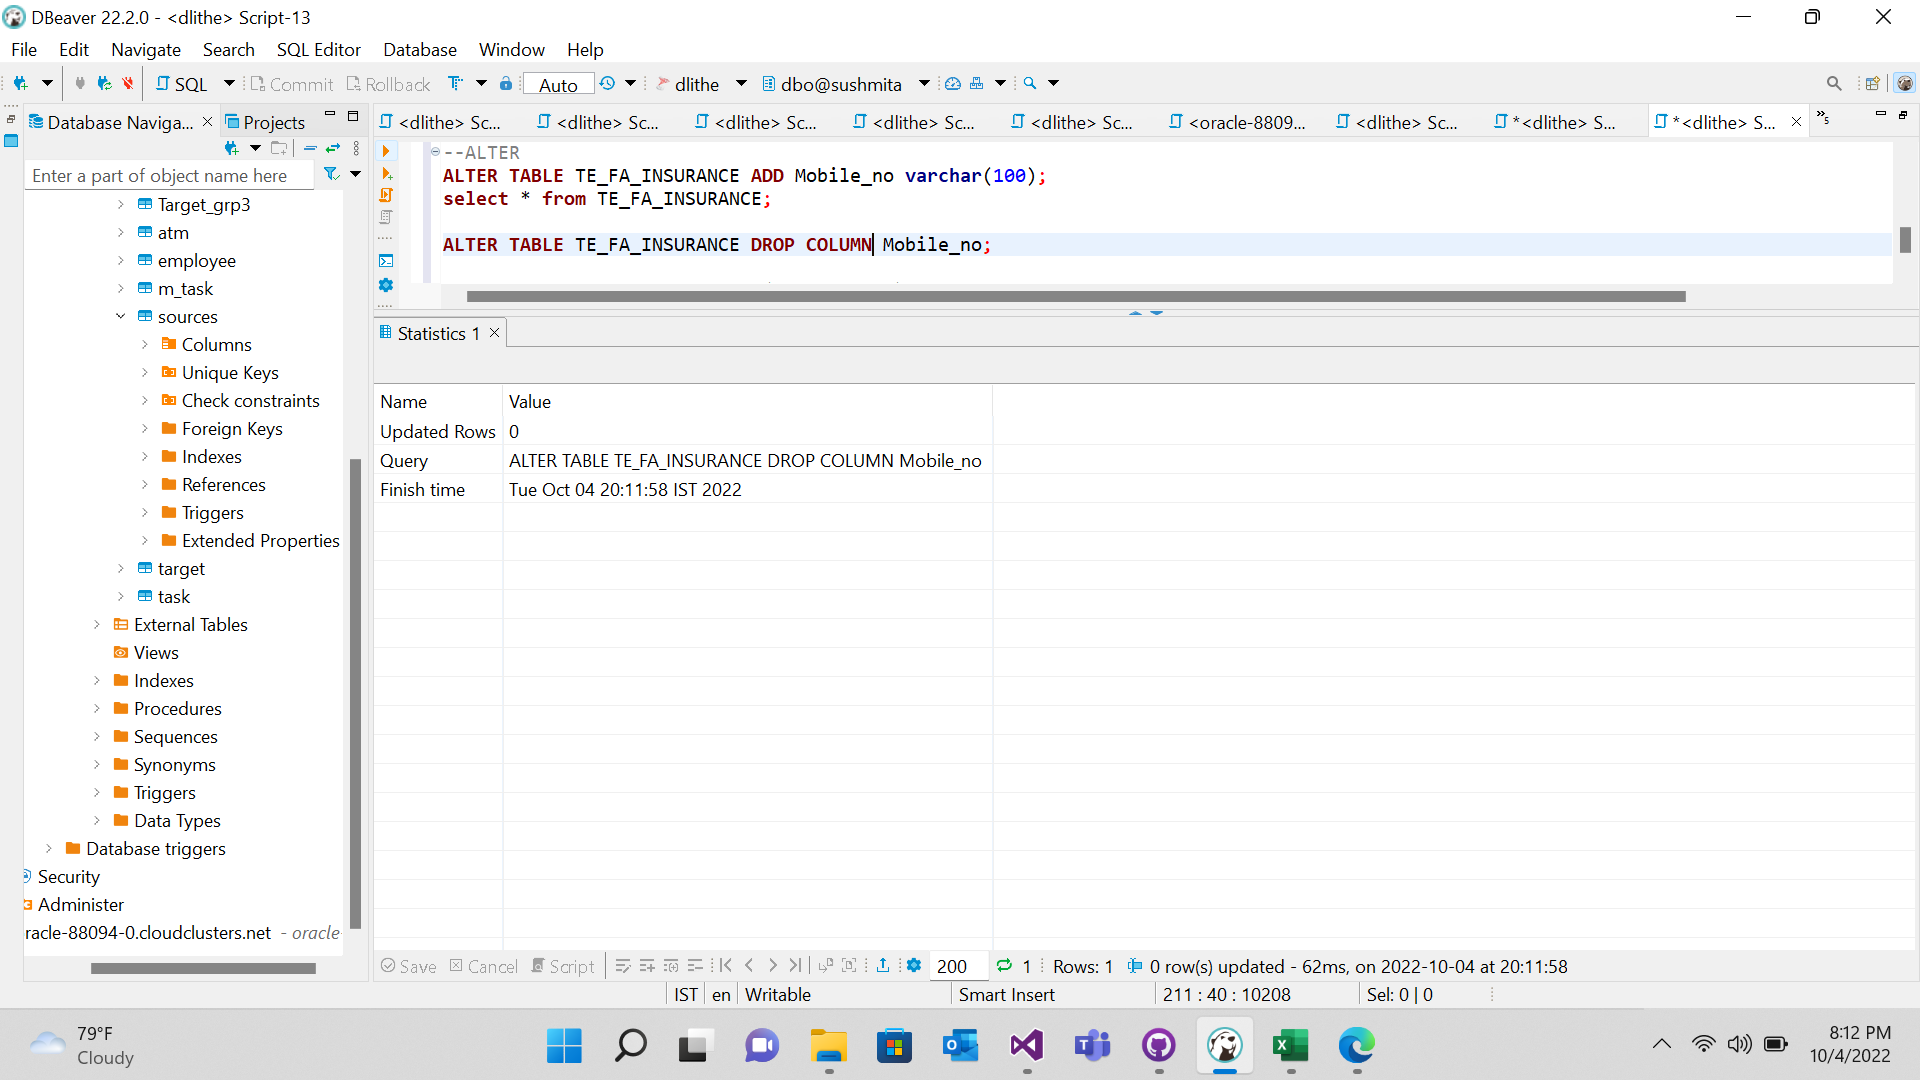 DBeaver 22.2.0 - <dlithe> Script-13
File Edit Navigate Search SQL Editor Database Window Help
SQL Commit Rollback Auto dlithe dbo@sushmita
Database Naviga... Projects
<dlithe> Sc... <dlithe> Sc... <dlithe> Sc... <dlithe> Sc... <dlithe> Sc... <oracle-8809... <dlithe> Sc... *<dlithe> S... *<dlithe> S... 5
Enter a part of object name here
Target_grp3
atm
employee
m_task
sources
Columns
Unique Keys
Check constraints
Foreign Keys
Indexes
References
Triggers
Extended Properties
target
task
External Tables
Views
Indexes
Procedures
Sequences
Synonyms
Triggers
Data Types
Database triggers
Security
Administer
racle-88094-0.cloudclusters.net - oracle
--ALTER
ALTER TABLE TE_FA_INSURANCE ADD Mobile_no varchar(100);
select * from TE_FA_INSURANCE;
ALTER TABLE TE_FA_INSURANCE DROP COLUMN Mobile_no;
Statistics 1
Name Value
Updated Rows 0
Query ALTER TABLE TE_FA_INSURANCE DROP COLUMN Mobile_no
Finish time Tue Oct 04 20:11:58 IST 2022
Save Cancel Script 200 1 Rows: 1 0 row(s) updated - 62ms, on 2022-10-04 at 20:11:58
IST en Writable Smart Insert 211 : 40 : 10208 Sel: 0 | 0
79°F
Cloudy
8:12 PM
10/4/2022